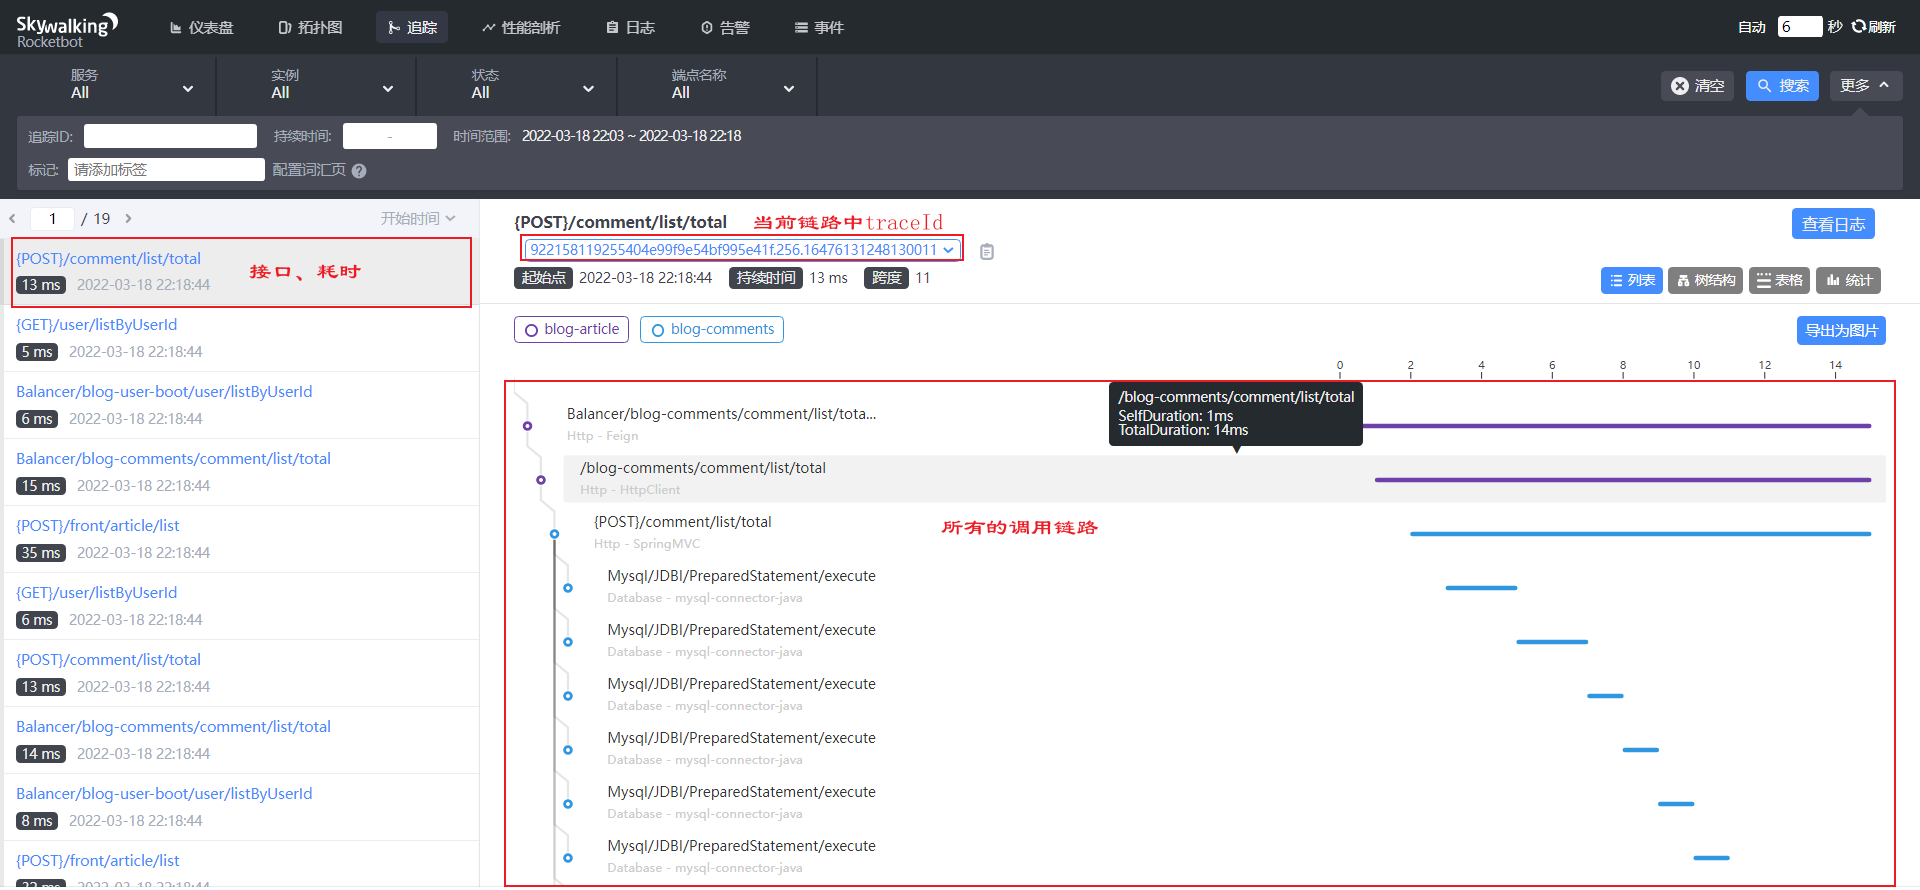 Skywalking
Rocketbot
仪表盘
拓扑图
追踪
性能剖析
日志
告警
事件
自动 6 秒 刷新
服务
All
实例
All
状态
All
端点名称
All
清空
搜索
更多
追踪ID:
持续时间: -
时间范围: 2022-03-18 22:03 ~ 2022-03-18 22:18
标记: 请添加标签
配置词汇页 ?
1 / 19
开始时间
{POST}/comment/list/total
13 ms 2022-03-18 22:18:44
接口、耗时
{GET}/user/listByUserId
5 ms 2022-03-18 22:18:44
Balancer/blog-user-boot/user/listByUserId
6 ms 2022-03-18 22:18:44
Balancer/blog-comments/comment/list/total
15 ms 2022-03-18 22:18:44
{POST}/front/article/list
35 ms 2022-03-18 22:18:44
{GET}/user/listByUserId
6 ms 2022-03-18 22:18:44
{POST}/comment/list/total
13 ms 2022-03-18 22:18:44
Balancer/blog-comments/comment/list/total
14 ms 2022-03-18 22:18:44
Balancer/blog-user-boot/user/listByUserId
8 ms 2022-03-18 22:18:44
{POST}/front/article/list
{POST}/comment/list/total
当前链路中traceId
查看日志
922158119255404e99f9e54bf995e41f.256.16476131248130011
起始点 2022-03-18 22:18:44 持续时间 13 ms 跨度 11
列表
树结构
表格
统计
blog-article
blog-comments
导出为图片
0 2 4 6 8 10 12 14
Balancer/blog-comments/comment/list/tota...
Http - Feign
/blog-comments/comment/list/total
SelfDuration: 1ms
TotalDuration: 14ms
/blog-comments/comment/list/total
Http - HttpClient
{POST}/comment/list/total
Http - SpringMVC
所有的调用链路
Mysql/JDBI/PreparedStatement/execute
Database - mysql-connector-java
Mysql/JDBI/PreparedStatement/execute
Database - mysql-connector-java
Mysql/JDBI/PreparedStatement/execute
Database - mysql-connector-java
Mysql/JDBI/PreparedStatement/execute
Database - mysql-connector-java
Mysql/JDBI/PreparedStatement/execute
Database - mysql-connector-java
Mysql/JDBI/PreparedStatement/execute
Database - mysql-connector-java